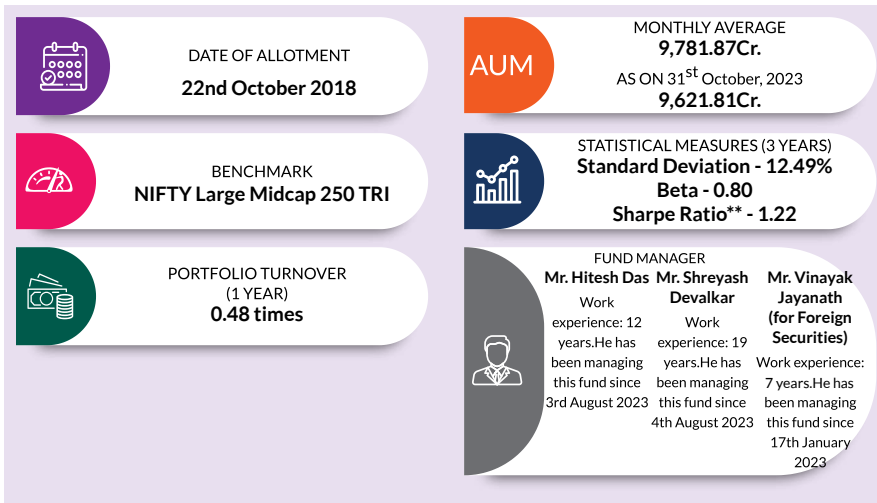 DATE OF ALLOTMENT
22nd October 2018
BENCHMARK
NIFTY Large Midcap 250 TRI
PORTFOLIO TURNOVER
(1 YEAR)
0.48 times
AUM
MONTHLY AVERAGE
9,781.87Cr.
AS ON 31st October, 2023
9,621.81Cr.
STATISTICAL MEASURES (3 YEARS)
Standard Deviation - 12.49%
Beta - 0.80
Sharpe Ratio** - 1.22
FUND MANAGER
Mr. Hitesh Das
Work
experience: 12
years.He has
been managing
this fund since
3rd August 2023
Mr. Shreyash
Devalkar
Work
experience: 19
years.He has
been managing
this fund since
4th August 2023
Mr. Vinayak
Jayanath
(for Foreign
Securities)
Work experience:
7 years.He has
been managing
this fund since
17th January
2023